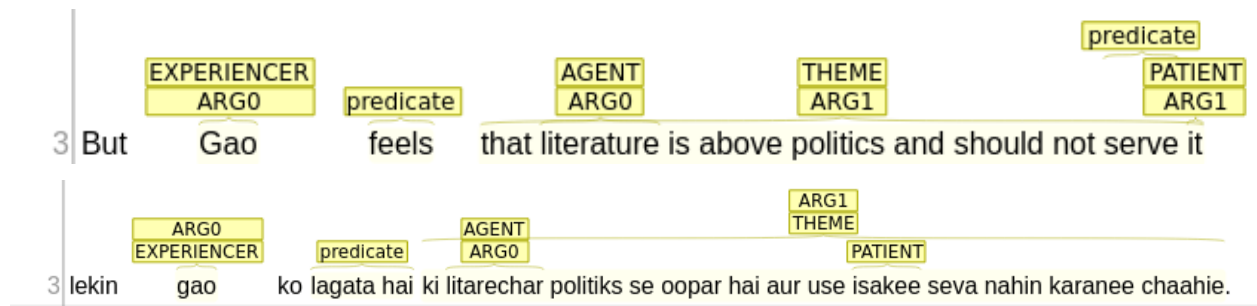 predicate
EXPERIENCER AGENT THEME PATIENT
ARG0 predicate ARG0 ARG1 ARG1
3 But Gao feels that literature is above politics and should not serve it
ARG1
ARG0 AGENT THEME
EXPERIENCER predicate ARG0 PATIENT
3 lekin gao ko lagata hai ki litarechar politiks se oopar hai aur use isakee seva nahin karanee chaahie.